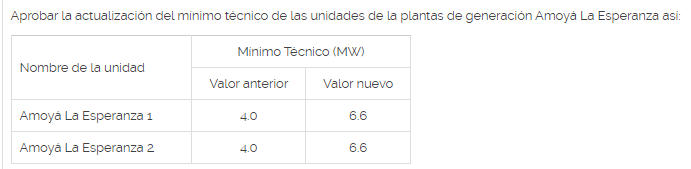 Aprobar la actualización del mínimo técnico de las unidades de la plantas de generación Amoyá La Esperanza así:
Nombre de la unidad
Mínimo Técnico (MW)
Valor anterior Valor nuevo
Amoyá La Esperanza 1 4.0 6.6
Amoyá La Esperanza 2 4.0 6.6